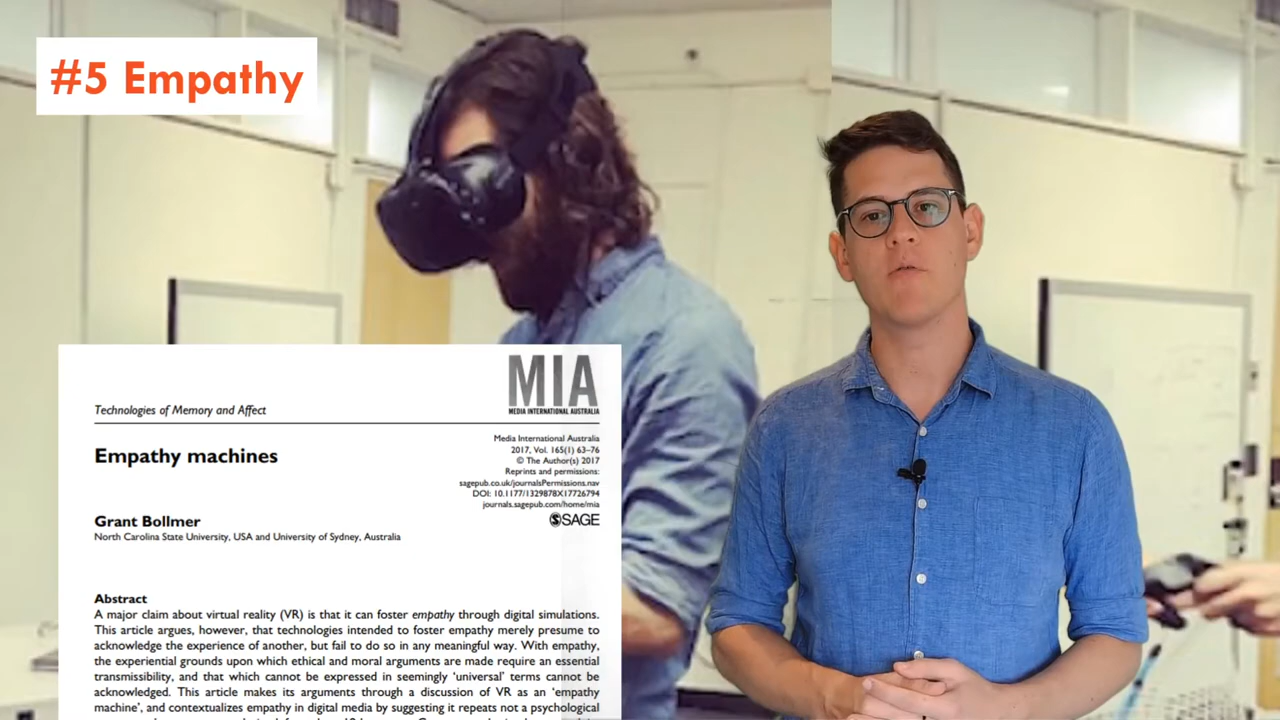 #5 Empathy
MIA
MEDIA INTERNATIONAL AUSTRALIA
Technologies of Memory and Affect
Empathy machines
Media International Australia
2017, Vol. 165(1) 63–76
© The Author(s) 2017
Reprints and permissions:
sagepub.co.uk/journalsPermissions.nav
DOI: 10.1177/1329878X17726794
journals.sagepub.com/home/mia
SAGE
Grant Bollmer
North Carolina State University, USA and University of Sydney, Australia
Abstract
A major claim about virtual reality (VR) is that it can foster empathy through digital simulations.
This article argues, however, that technologies intended to foster empathy merely presume to
acknowledge the experience of another, but fail to do so in any meaningful way. With empathy,
the experiential grounds upon which ethical and moral arguments are made require an essential
transmissibility, and that which cannot be expressed in seemingly ‘universal’ terms cannot be
acknowledged. This article makes its arguments through a discussion of VR as an ‘empathy
machine’, and contextualizes empathy in digital media by suggesting it repeats not a psychological